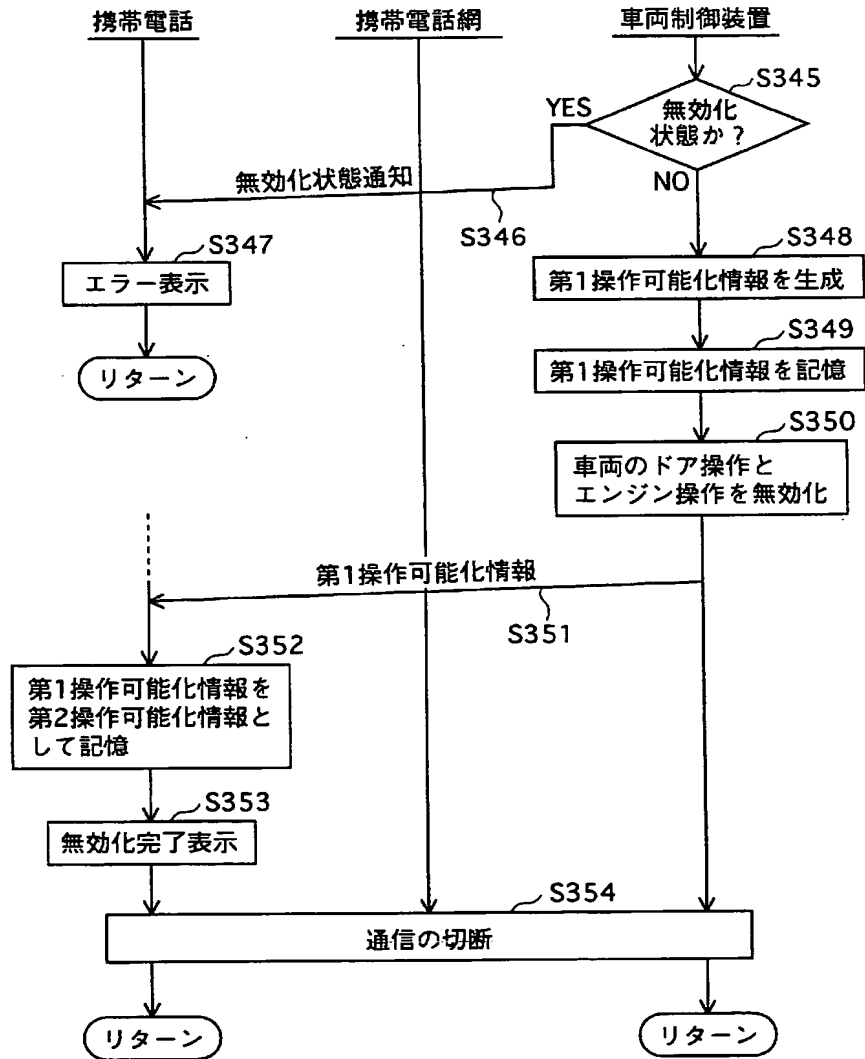 携帯電話
携帯電話網
車両制御装置
S345
YES
無効化
状態か？
無効化状態通知
NO
S346
S347
S348
エラー表示
第1操作可能化情報を生成
S349
リターン
第1操作可能化情報を記憶
S350
車両のドア操作と
エンジン操作を無効化
第1操作可能化情報
S351
S352
第1操作可能化情報を
第2操作可能化情報と
して記憶
S353
無効化完了表示
S354
通信の切断
リターン
リターン